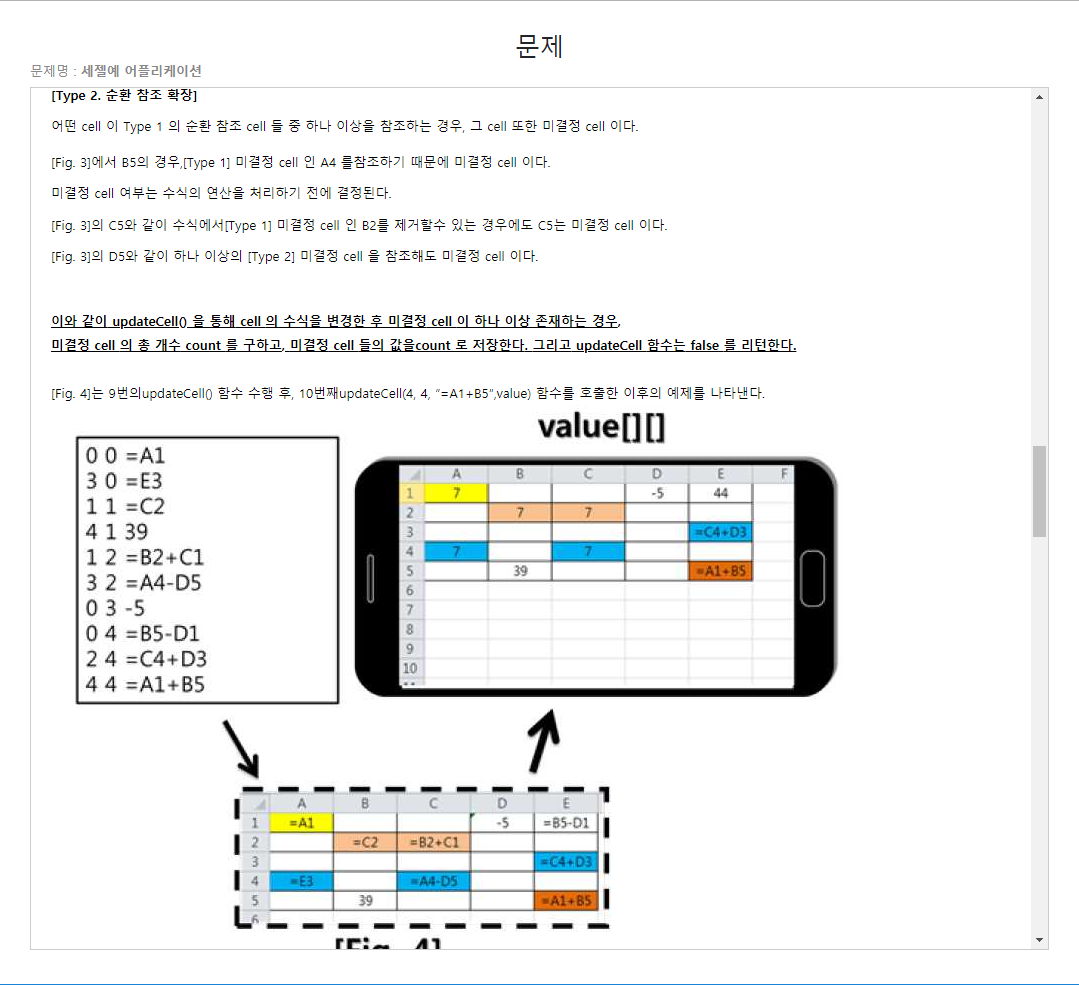 문제
문제명 : 세젤예 어플리케이션
[Type 2. 순환 참조 확장]
어떤 cell 이 Type 1 의 순환 참조 cell 들 중 하나 이상을 참조하는 경우, 그 cell 또한 미결정 cell 이다.
[Fig. 3]에서 B5의 경우,[Type 1] 미결정 cell 인 A4 를참조하기 때문에 미결정 cell 이다.
미결정 cell 여부는 수식의 연산을 처리하기 전에 결정된다.
[Fig. 3]의 C5와 같이 수식에서[Type 1] 미결정 cell 인 B2를 제거할수 있는 경우에도 C5는 미결정 cell 이다.
[Fig. 3]의 D5와 같이 하나 이상의 [Type 2] 미결정 cell 을 참조해도 미결정 cell 이다.
이와 같이 updateCell() 을 통해 cell 의 수식을 변경한 후 미결정 cell 이 하나 이상 존재하는 경우,
미결정 cell 의 총 개수 count 를 구하고, 미결정 cell 들의 값을count 로 저장한다. 그리고 updateCell 함수는 false 를 리턴한다.
[Fig. 4]는 9번의updateCell() 함수 수행 후, 10번째updateCell(4, 4, "=A1+B5",value) 함수를 호출한 이후의 예제를 나타낸다.
value[][]
0 0 =A1
3 0 =E3
1 1 =C2
4 1 39
1 2 =B2+C1
3 2 =A4-D5
0 3 -5
0 4 =B5-D1
2 4 =C4+D3
4 4 =A1+B5
A B C D E F
1 7 -5 44
2 7 7
3 =C4+D3
4 7 7
5 39 =A1+B5
6
7
8
9
10
A B C D E
1 =A1 -5 =B5-D1
2 =C2 =B2+C1
3 =C4+D3
4 =E3 =A4-D5
5 39 =A1+B5
6
[Fig. 4]